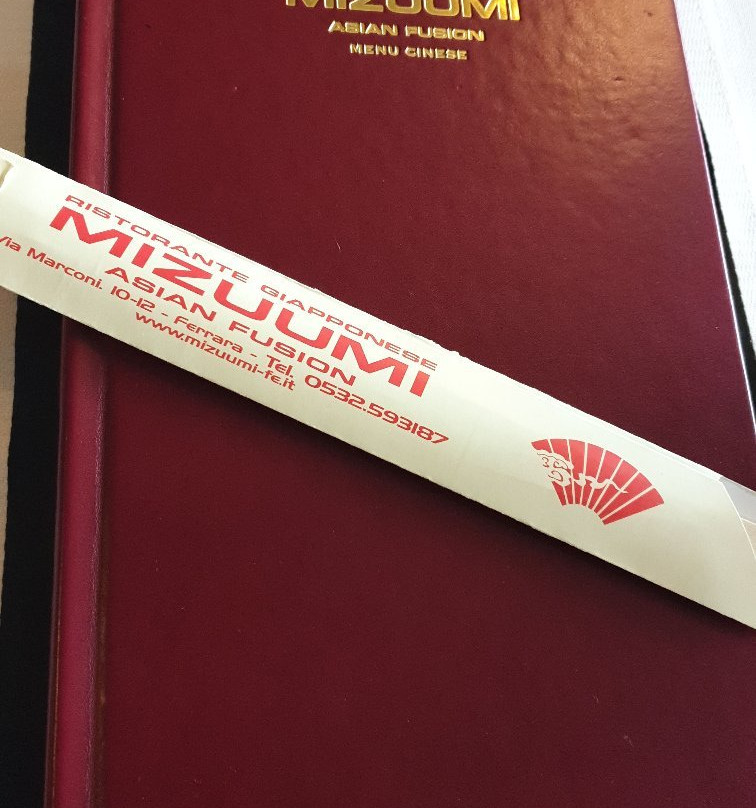 MIZUUMI
ASIAN FUSION
MENU CINESE
RISTORANTE GIAPPONESE
MIZUUMI
ASIAN FUSION
Via Marconi, 10-12 - Ferrara - Tel. 0532.593187
www.mizuumi-fe.it